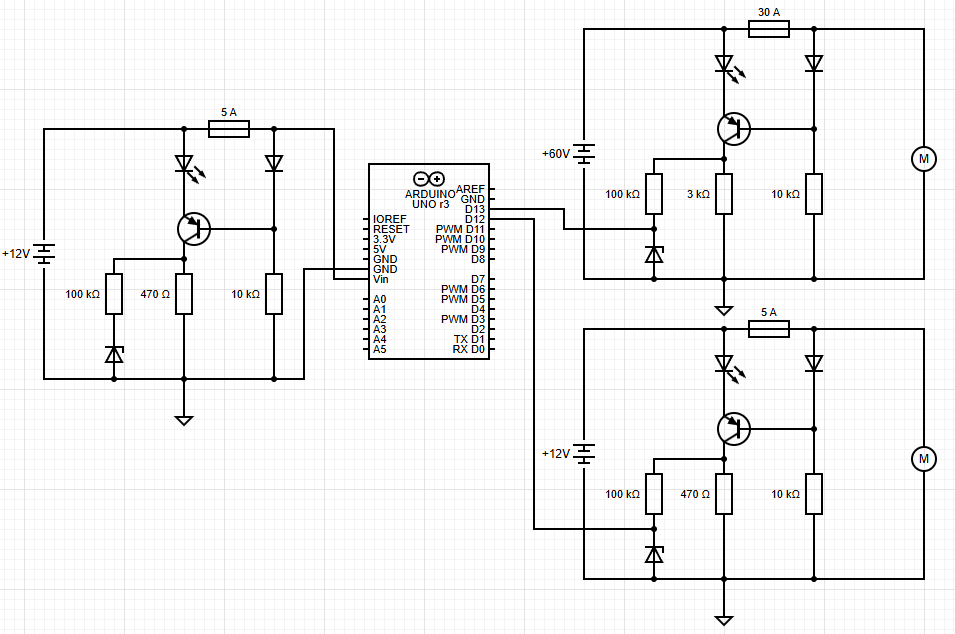 5 A
+12V
100 kΩ
470 Ω
10 kΩ
ARDUINO
UNO r3
IOREF
RESET
3.3V
5V
GND
GND
Vin
A0
A1
A2
A3
A4
A5
AREF
GND
D13
D12
PWM D11
PWM D10
PWM D9
D8
D7
PWM D6
PWM D5
D4
PWM D3
D2
TX D1
RX D0
30 A
+60V
100 kΩ
3 kΩ
10 kΩ
M
5 A
+12V
100 kΩ
470 Ω
10 kΩ
M